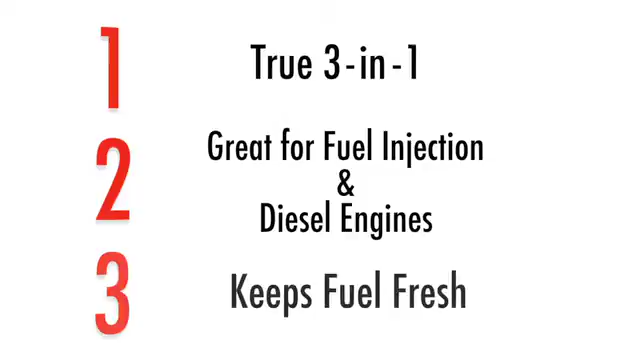 1 True 3-in-1
2 Great for Fuel Injection
&
Diesel Engines
3 Keeps Fuel Fresh